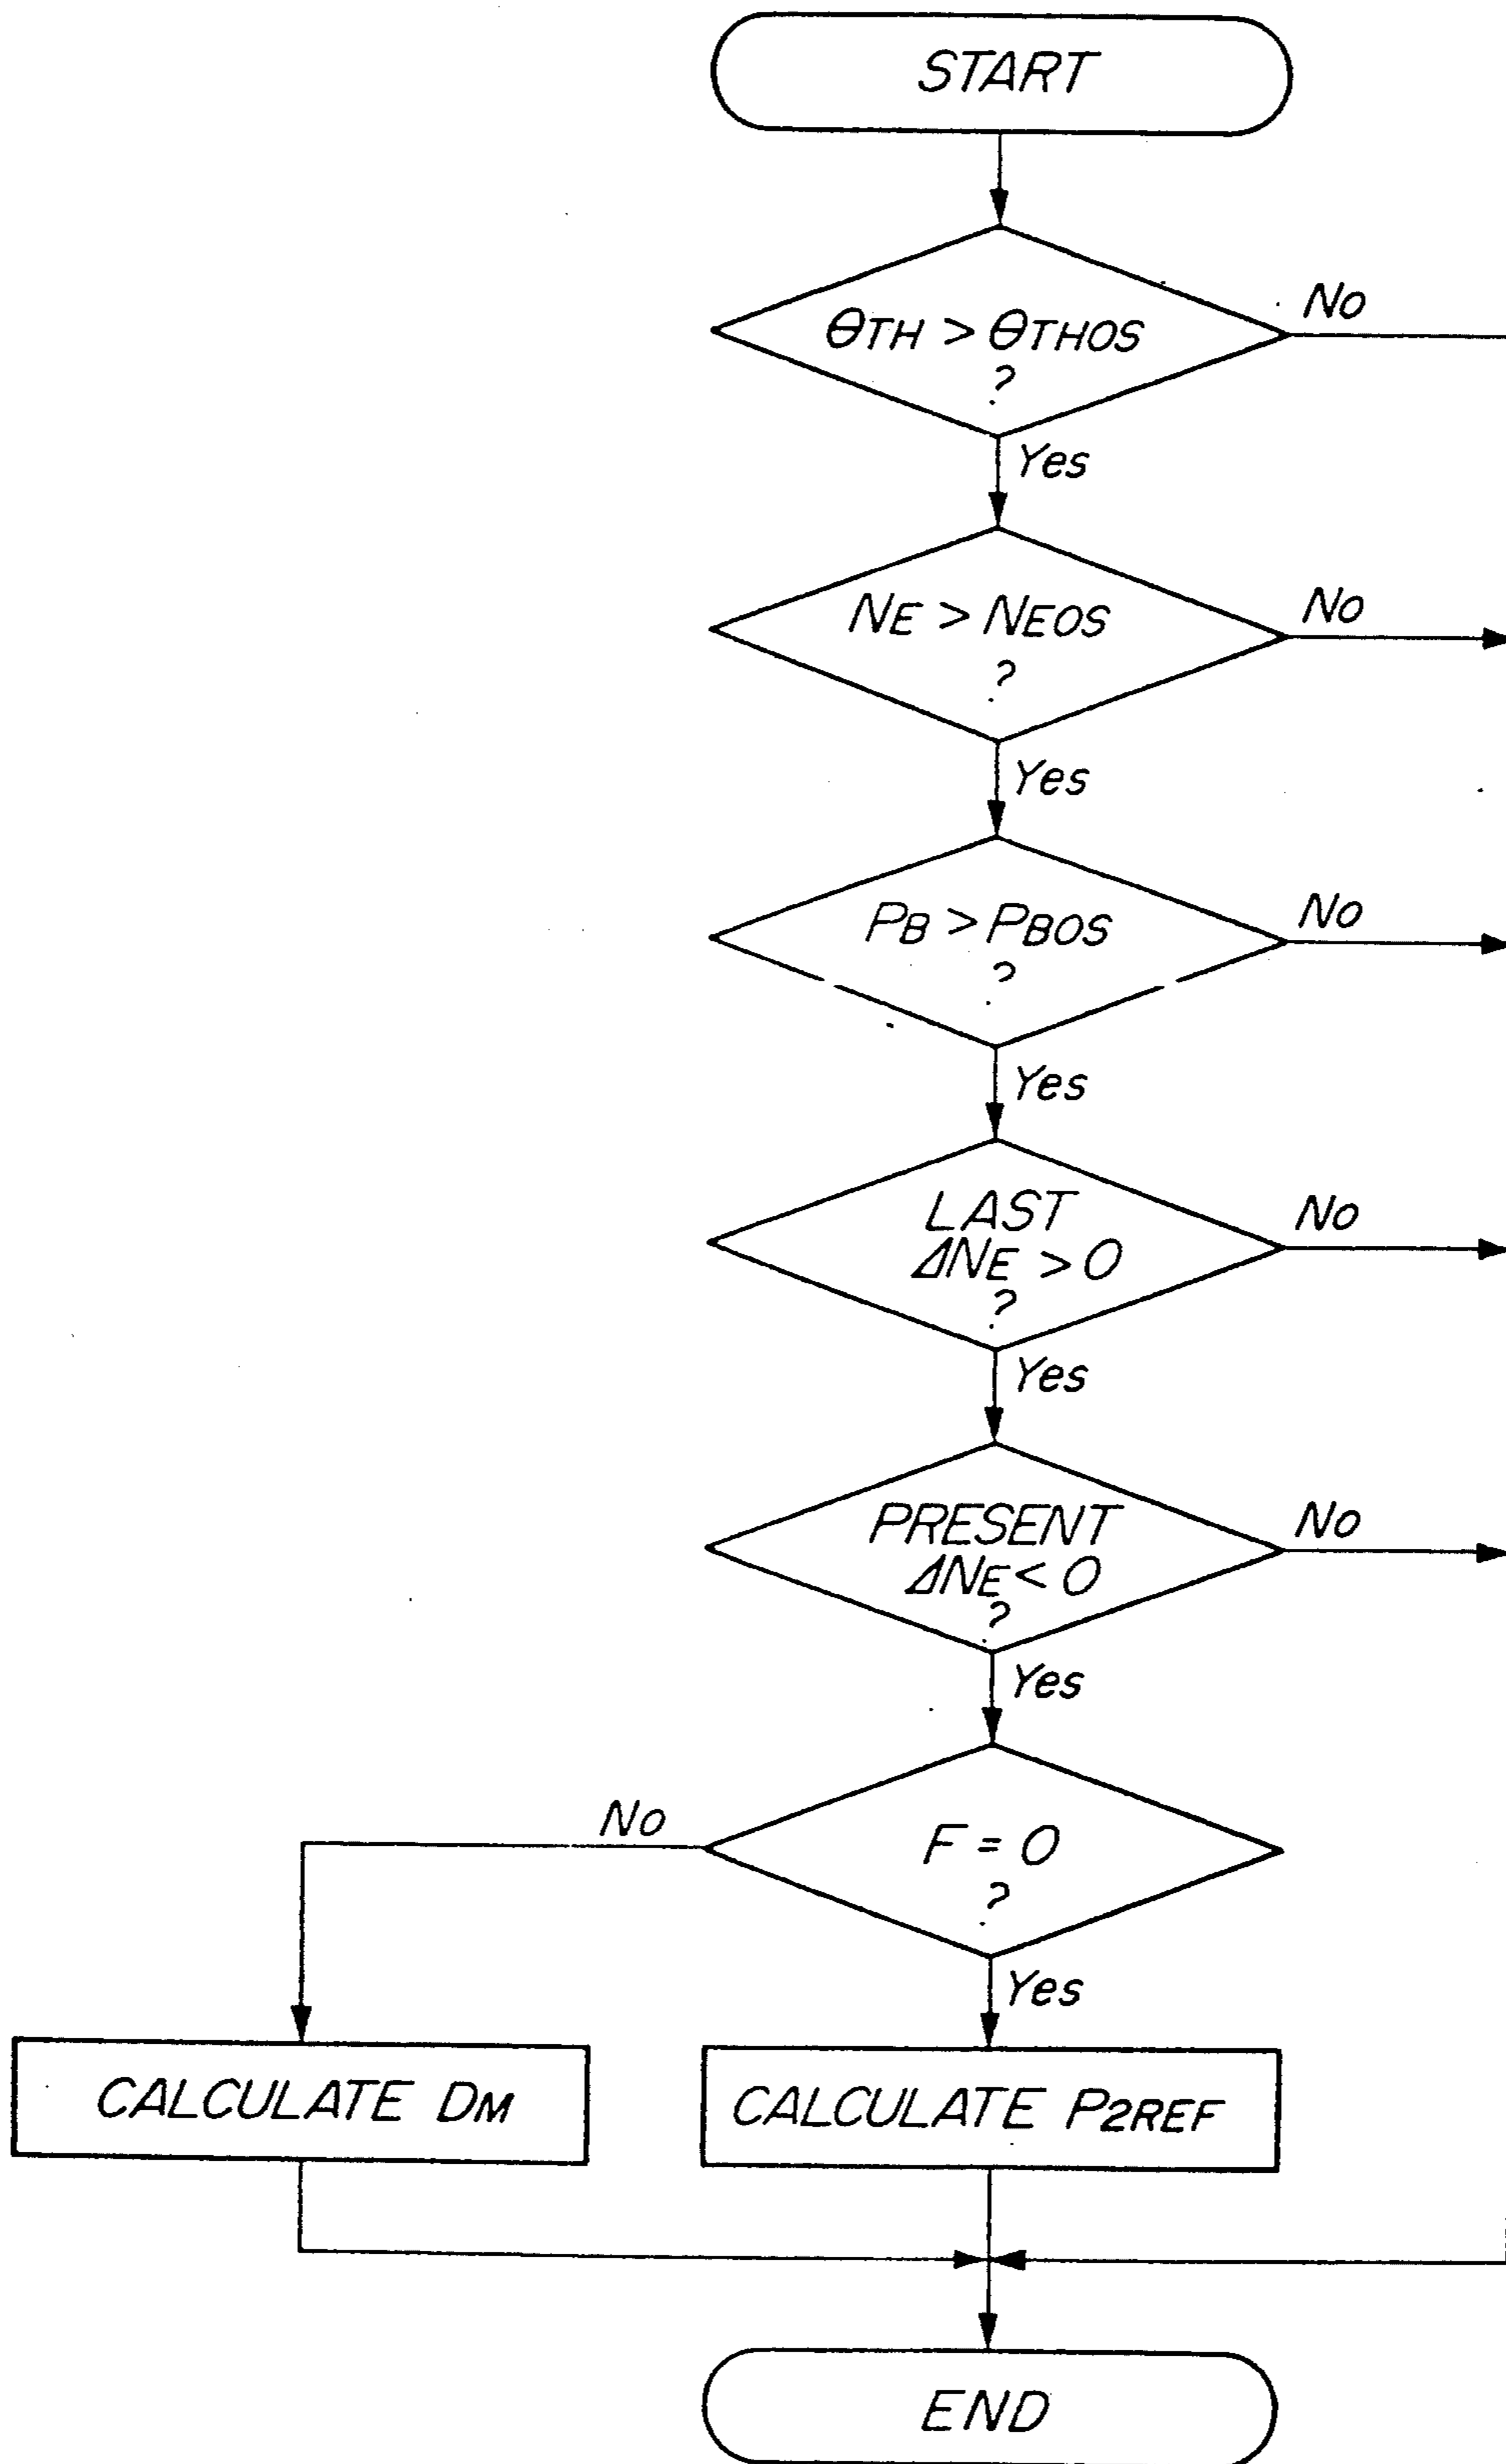 START
θTH > θTHOS
?
No
Yes
NE > NEOS
?
No
Yes
PB > PBOS
?
No
Yes
LAST
ΔNE > 0
?
No
Yes
PRESENT
ΔNE < 0
?
No
Yes
F = 0
?
No
Yes
CALCULATE DM
CALCULATE P2REF
END